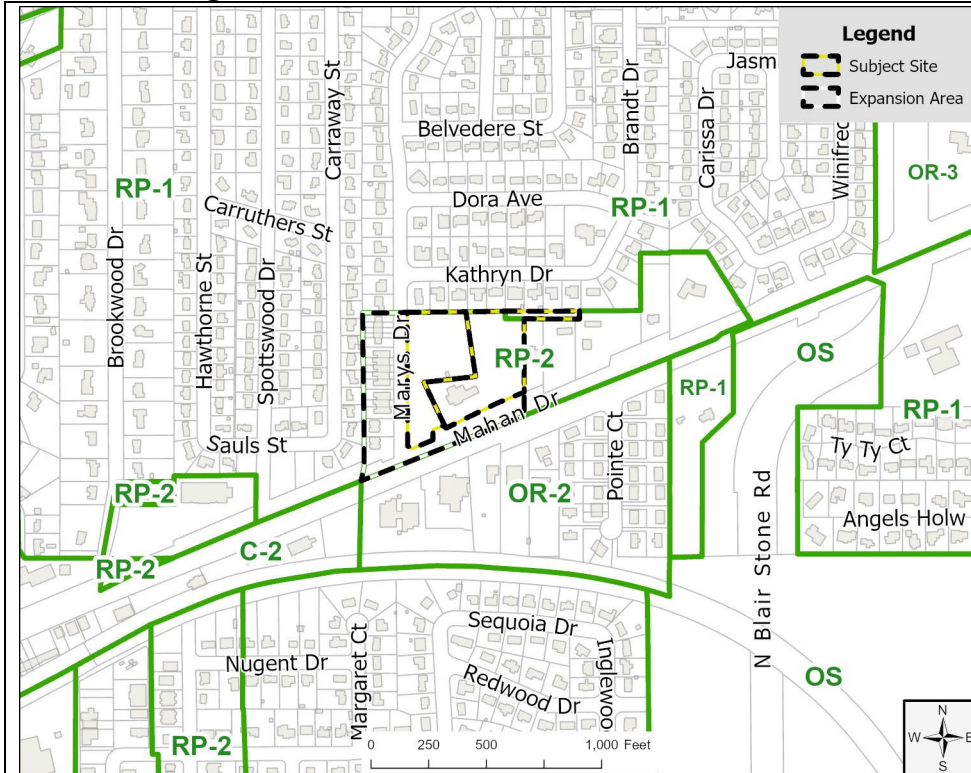 Legend
Subject Site
Expansion Area
Jasm
Belvedere St
Brandt Dr
Carissa Dr
Winifred
OR-3
Carraway St
RP-1
Dora Ave
RP-1
Carruthers St
Brookwood Dr
Hawthorne St
Spottswood Dr
Kathryn Dr
OS
Marys Dr
RP-2
RP-1
RP-1
Mahan Dr
Sauls St
Pointe Ct
Ty Ty Ct
RP-2
OR-2
Angels Holw
C-2
RP-2
N Blair Stone Rd
Sequoia Dr
Nugent Dr
Margaret Ct
Redwood Dr
Inglewoo
OS
RP-2
0 250 500 1,000 Feet
N
W E
S